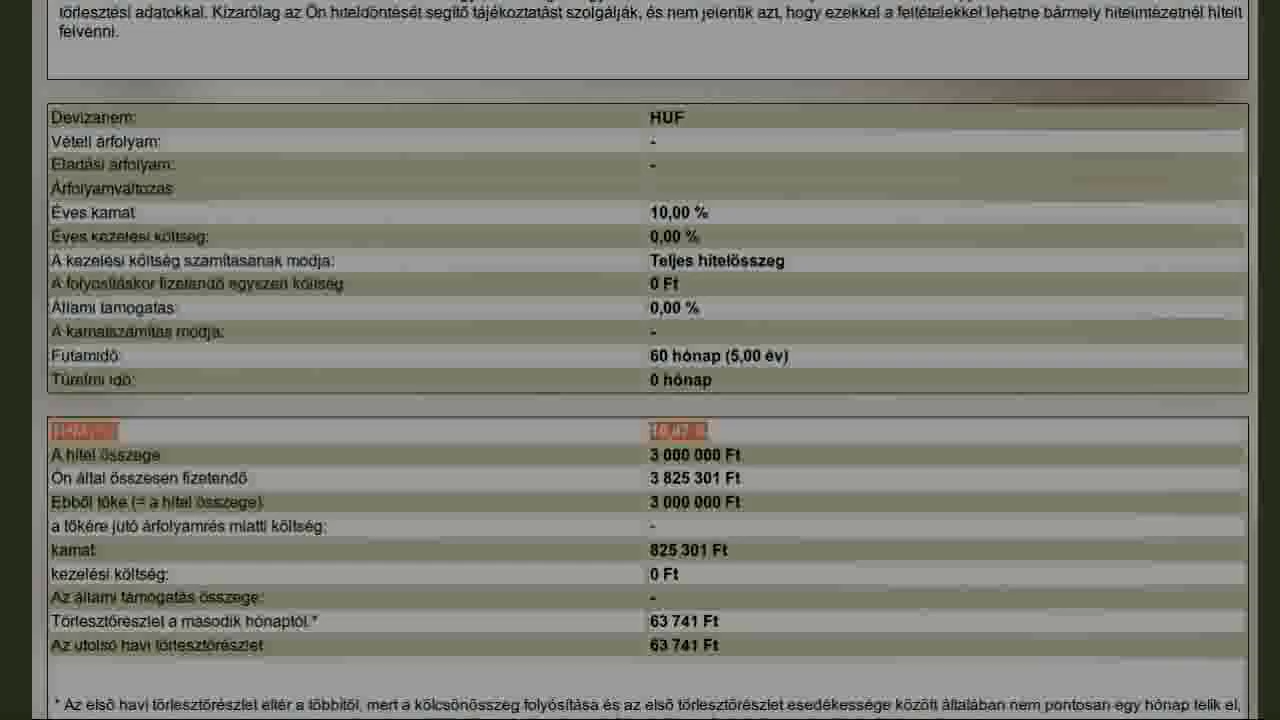 törlesztési adatokkal. Kizárólag az Ön hiteldöntését segítő tájékoztatást szolgálják, és nem jelentik azt, hogy ezekkel a feltételekkel lehetne bármely hitelintézetnél hitelt
felvenni.
Devizanem: HUF
Vételi árfolyam: -
Eladási árfolyam: -
Árfolyamváltozás
Éves kamat 10,00 %
Éves kezelési költség: 0,00 %
A kezelési költség számításának módja: Teljes hitelösszeg
A folyósításkor fizetendő egyszeri költség 0 Ft
Állami támogatás: 0,00 %
A kamatszámítás módja: -
Futamidő: 60 hónap (5,00 év)
Türelmi idő: 0 hónap
A hitel összege: 3 000 000 Ft
Ön által összesen fizetendő 3 825 301 Ft
Ebből tőke (= a hitel összege) 3 000 000 Ft
a tőkére jutó árfolyamrés miatti költség: -
kamat 825 301 Ft
kezelési költség: 0 Ft
Az állami támogatás összege: -
Törlesztőrészlet a második hónaptól:* 63 741 Ft
Az utolsó havi törlesztőrészlet 63 741 Ft
* Az első havi törlesztőrészlet eltér a többitől, mert a kölcsönösszeg folyósítása és az első törlesztőrészlet esedékessége között általában nem pontosan egy hónap telik el,